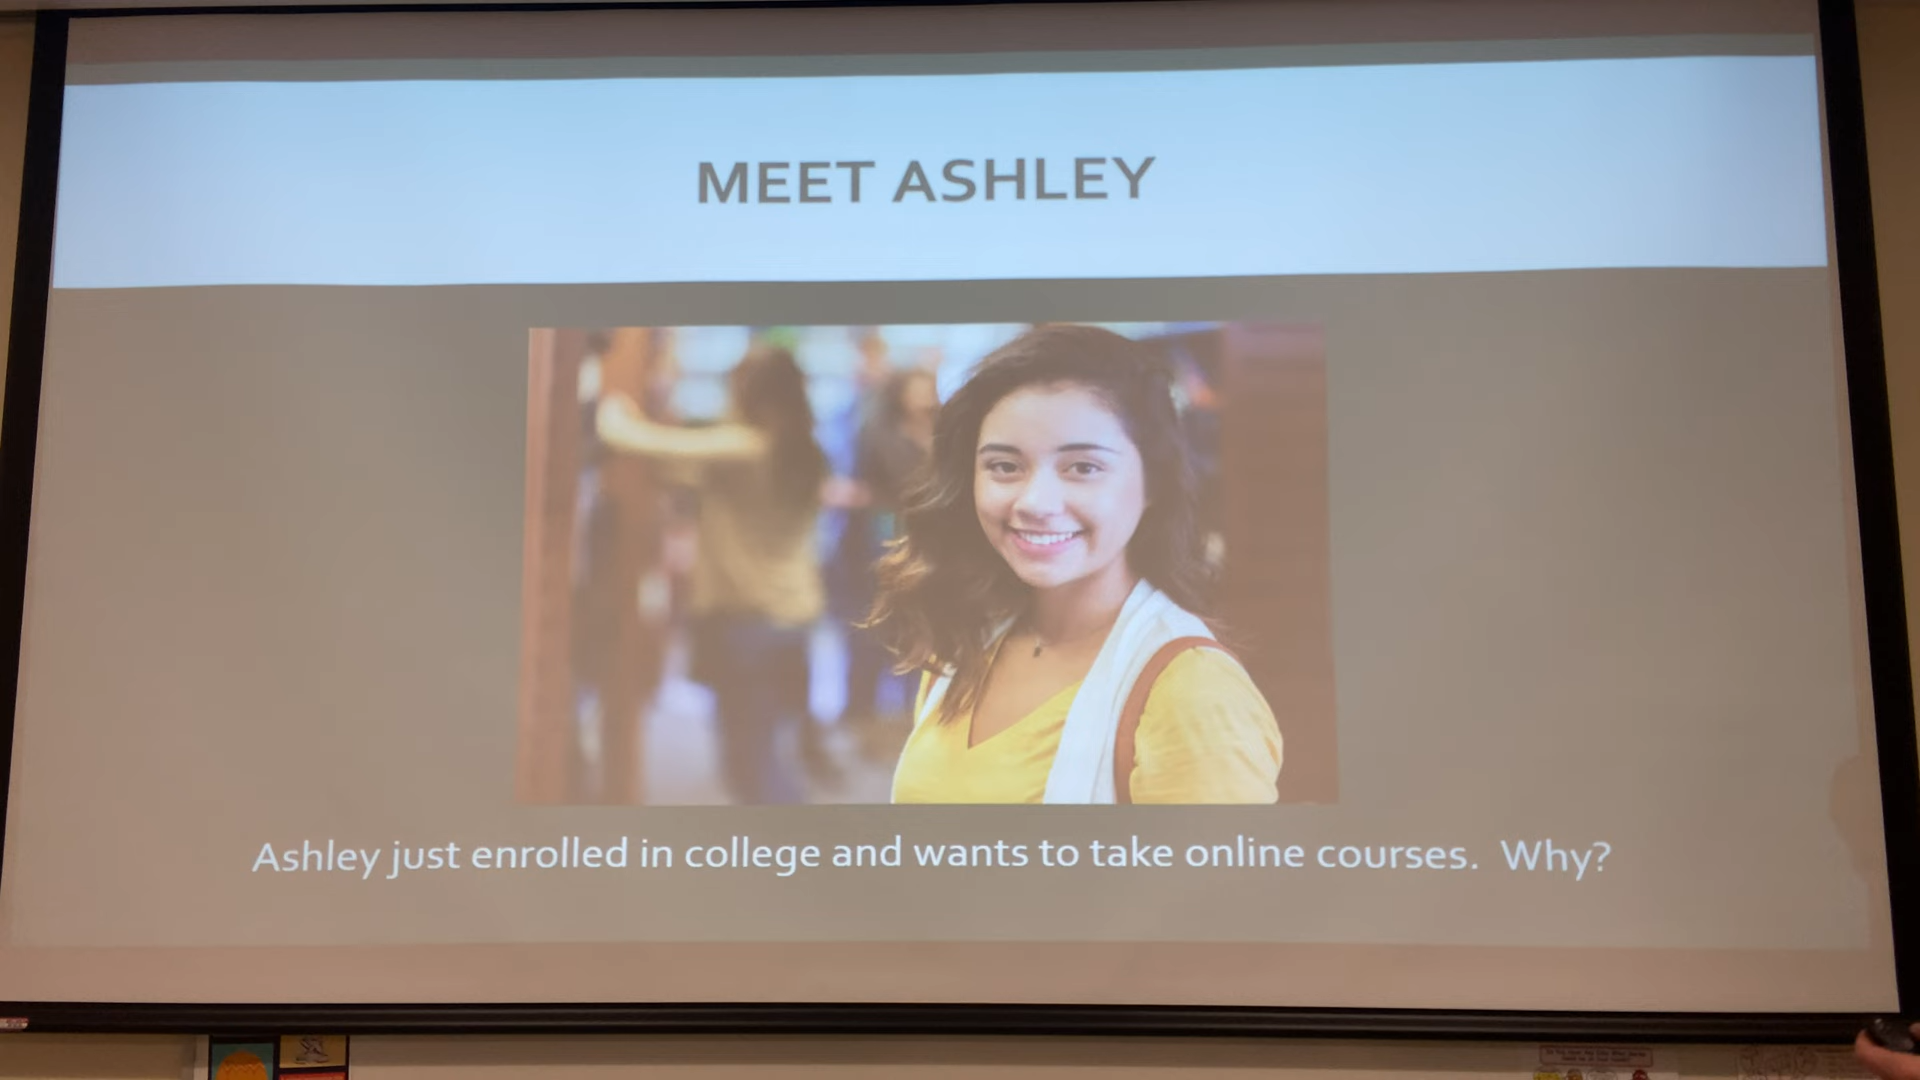 MEET ASHLEY
Ashley just enrolled in college and wants to take online courses. Why?